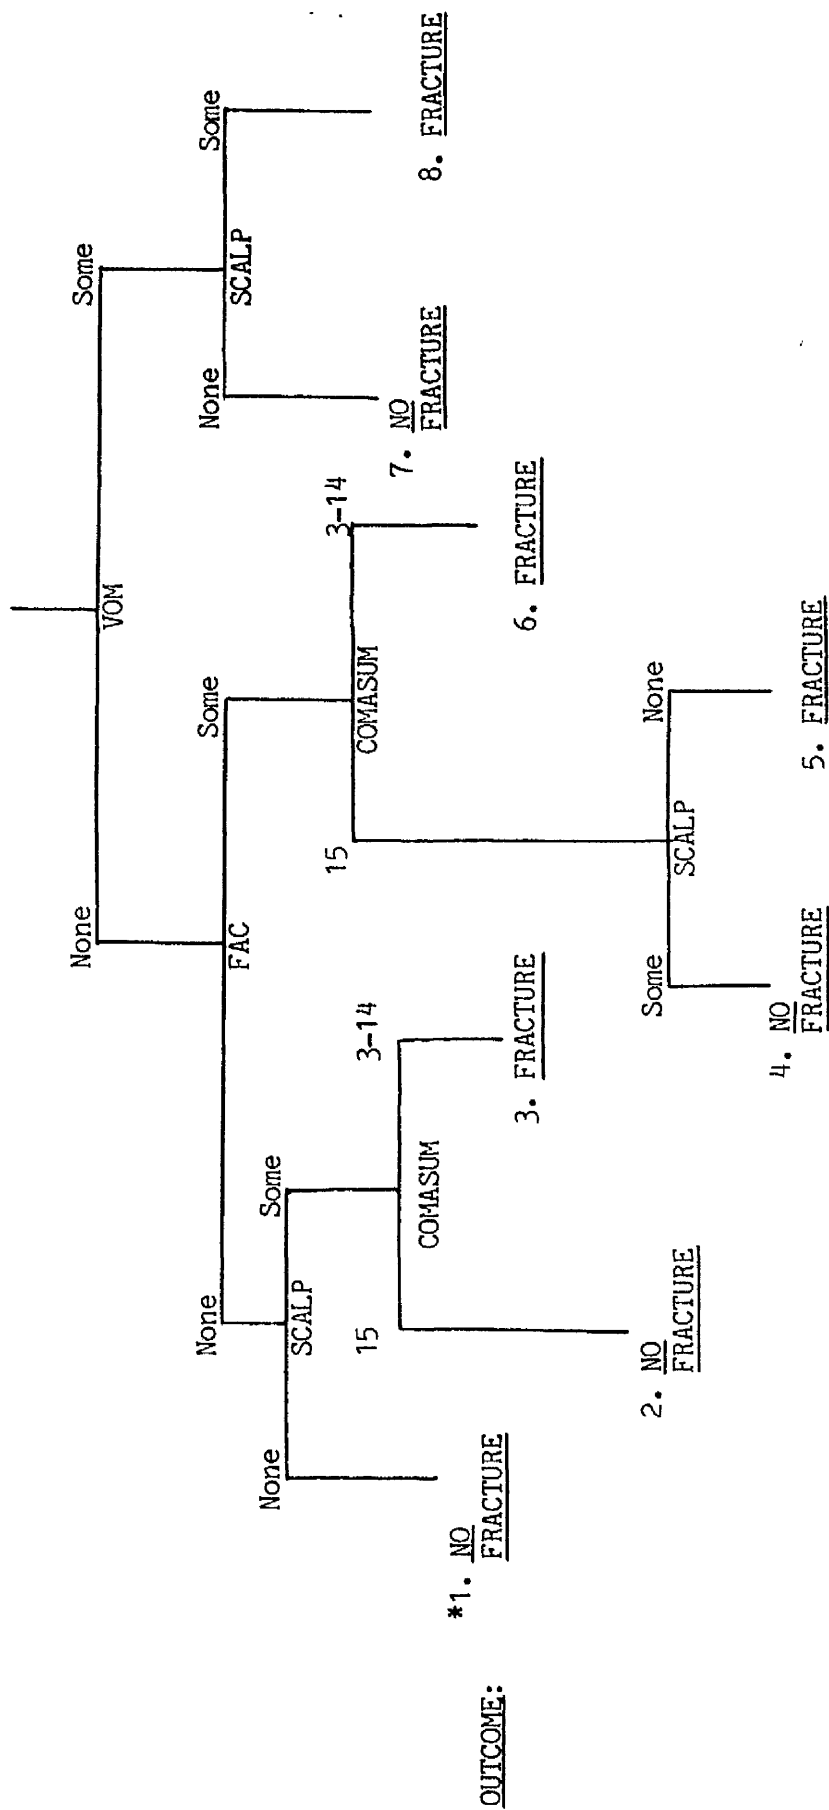 VOM
None
Some
FAC
SCALP
None
Some
None
Some
SCALP
COMASUM
None
Some
15
3-14
7. NO
FRACTURE
8. FRACTURE
COMASUM
15
3-14
*1. NO
FRACTURE
3. FRACTURE
6. FRACTURE
OUTCOME:
2. NO
FRACTURE
SCALP
Some
None
4. NO
FRACTURE
5. FRACTURE